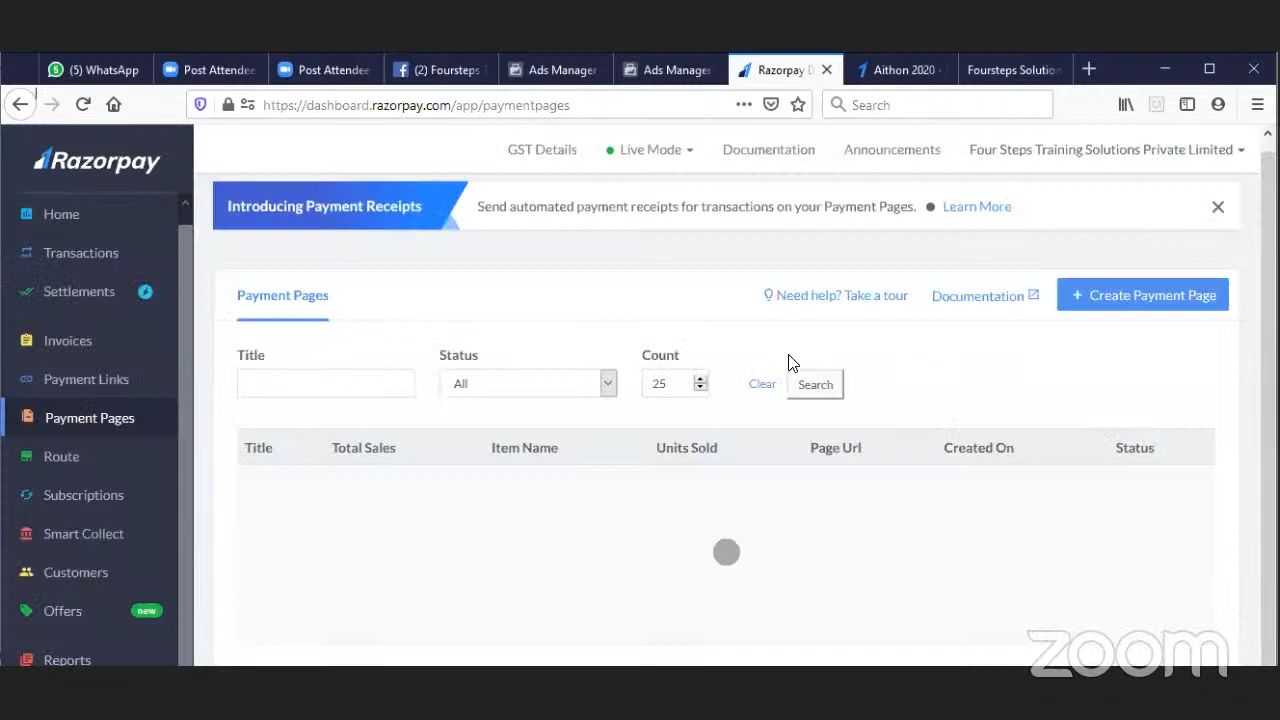 (5) WhatsApp
Post Attendee
Post Attendee
(2) Foursteps
Ads Manager
Ads Manager
Razorpay D
Aithon 2020 -
Foursteps Solution
https://dashboard.razorpay.com/app/paymentpages
Search
Razorpay
GST Details
Live Mode
Documentation
Announcements
Four Steps Training Solutions Private Limited
Home
Transactions
Settlements
Invoices
Payment Links
Payment Pages
Route
Subscriptions
Smart Collect
Customers
Offers
new
Reports
Introducing Payment Receipts
Send automated payment receipts for transactions on your Payment Pages.
Learn More
Payment Pages
Need help? Take a tour
Documentation
+ Create Payment Page
Title
Status
Count
All
25
Clear
Search
Title
Total Sales
Item Name
Units Sold
Page Url
Created On
Status
zoom